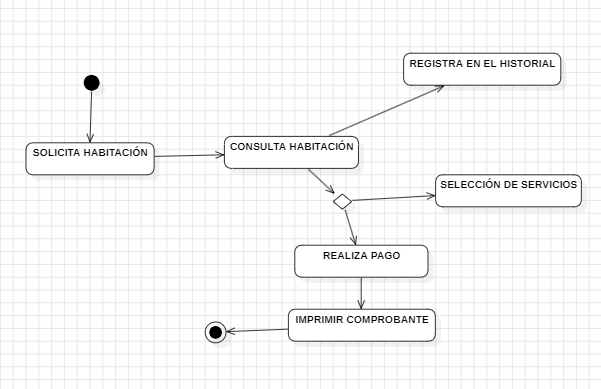 REGISTRA EN EL HISTORIAL
SOLICITA HABITACIÓN
CONSULTA HABITACIÓN
SELECCIÓN DE SERVICIOS
REALIZA PAGO
IMPRIMIR COMPROBANTE